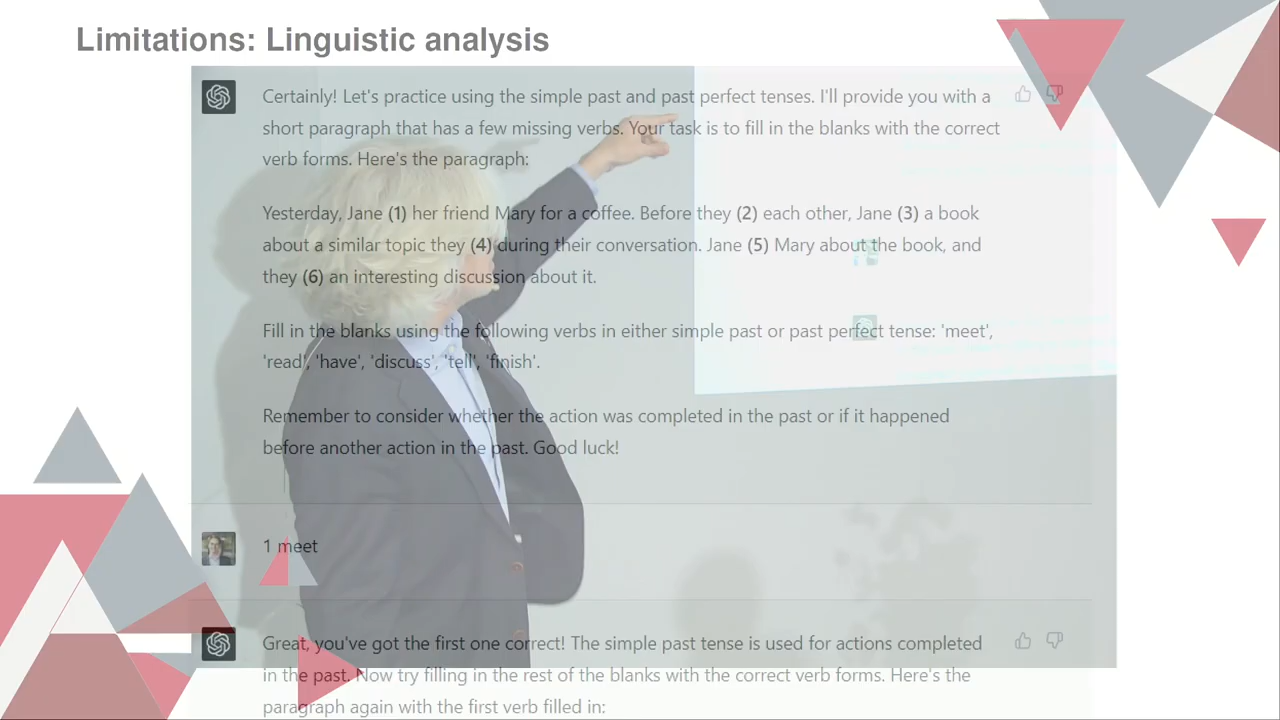 Limitations: Linguistic analysis
Certainly! Let's practice using the simple past and past perfect tenses. I'll provide you with a
short paragraph that has a few missing verbs. Your task is to fill in the blanks with the correct
verb forms. Here's the paragraph:
Yesterday, Jane (1) her friend Mary for a coffee. Before they (2) each other, Jane (3) a book
about a similar topic they (4) during their conversation. Jane (5) Mary about the book, and
they (6) an interesting discussion about it.
Fill in the blanks using the following verbs in either simple past or past perfect tense: 'meet',
'read', 'have', 'discuss', 'tell', 'finish'.
Remember to consider whether the action was completed in the past or if it happened
before another action in the past. Good luck!
1 meet
Great, you've got the first one correct! The simple past tense is used for actions completed
in the past. Now try filling in the rest of the blanks with the correct verb forms. Here's the
paragraph again with the first verb filled in: